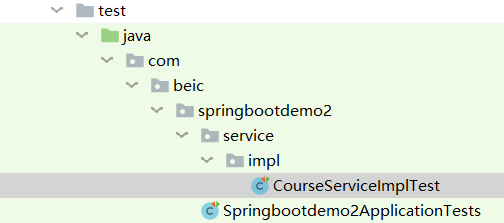 test
java
com
beic
springbootdemo2
service
impl
CourseServiceImplTest
Springbootdemo2ApplicationTests